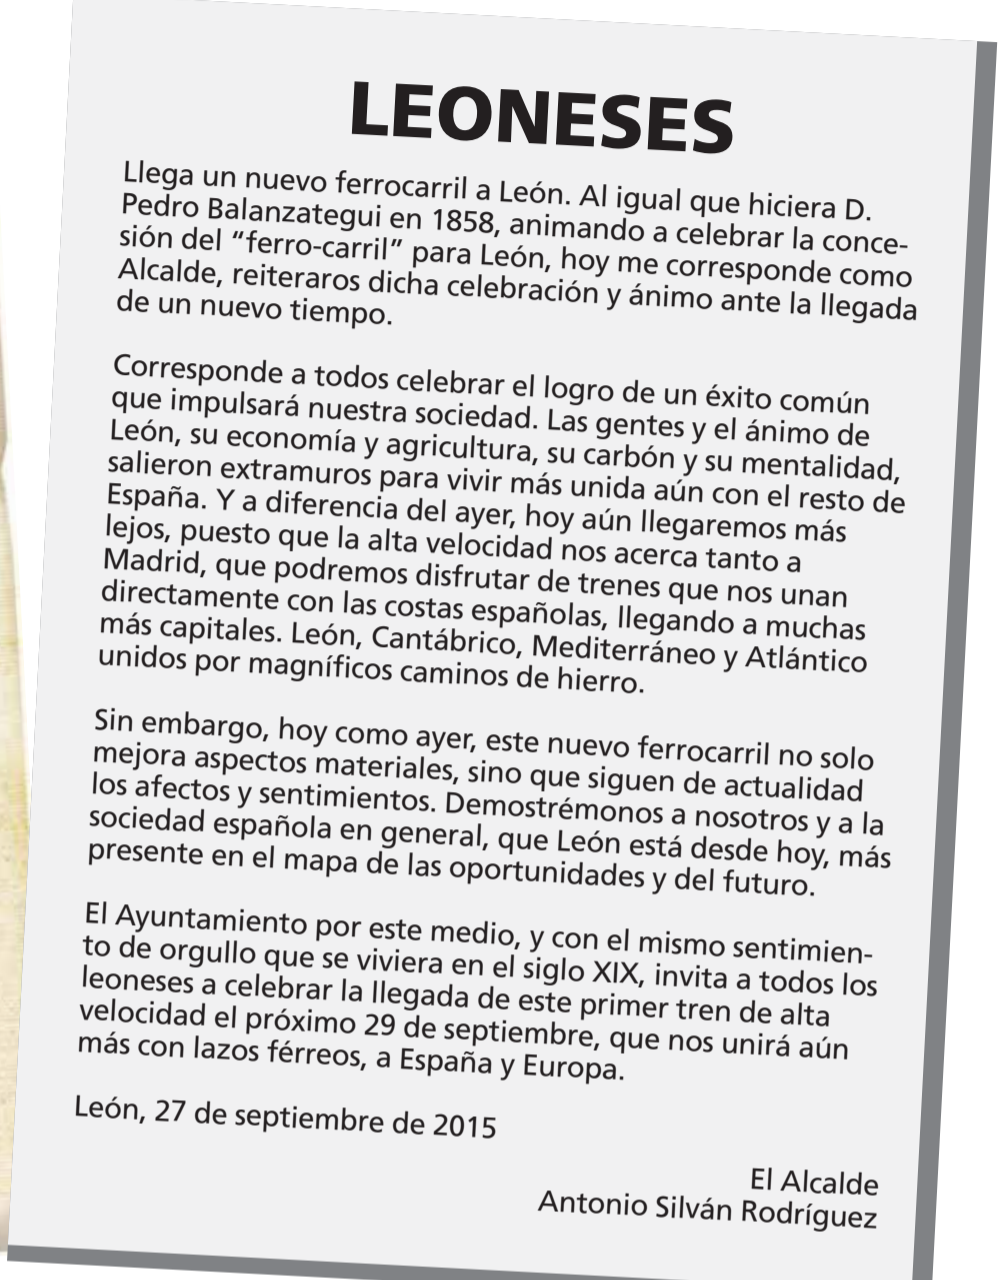 LEONESES
Llega un nuevo ferrocarril a León. Al igual que hiciera D.
Pedro Balanzategui en 1858, animando a celebrar la conce-
sión del “ferro-carril” para León, hoy me corresponde como
Alcalde, reiteraros dicha celebración y ánimo ante la llegada
de un nuevo tiempo.
Corresponde a todos celebrar el logro de un éxito común
que impulsará nuestra sociedad. Las gentes y el ánimo de
León, su economía y agricultura, su carbón y su mentalidad,
salieron extramuros para vivir más unida aún con el resto de
España. Y a diferencia del ayer, hoy aún llegaremos más
lejos, puesto que la alta velocidad nos acerca tanto a
Madrid, que podremos disfrutar de trenes que nos unan
directamente con las costas españolas, llegando a muchas
más capitales. León, Cantábrico, Mediterráneo y Atlántico
unidos por magníficos caminos de hierro.
Sin embargo, hoy como ayer, este nuevo ferrocarril no solo
mejora aspectos materiales, sino que siguen de actualidad
los afectos y sentimientos. Demostrémonos a nosotros y a la
sociedad española en general, que León está desde hoy, más
presente en el mapa de las oportunidades y del futuro.
El Ayuntamiento por este medio, y con el mismo sentimien-
to de orgullo que se viviera en el siglo XIX, invita a todos los
leoneses a celebrar la llegada de este primer tren de alta
velocidad el próximo 29 de septiembre, que nos unirá aún
más con lazos férreos, a España y Europa.
León, 27 de septiembre de 2015
El Alcalde
Antonio Silván Rodríguez